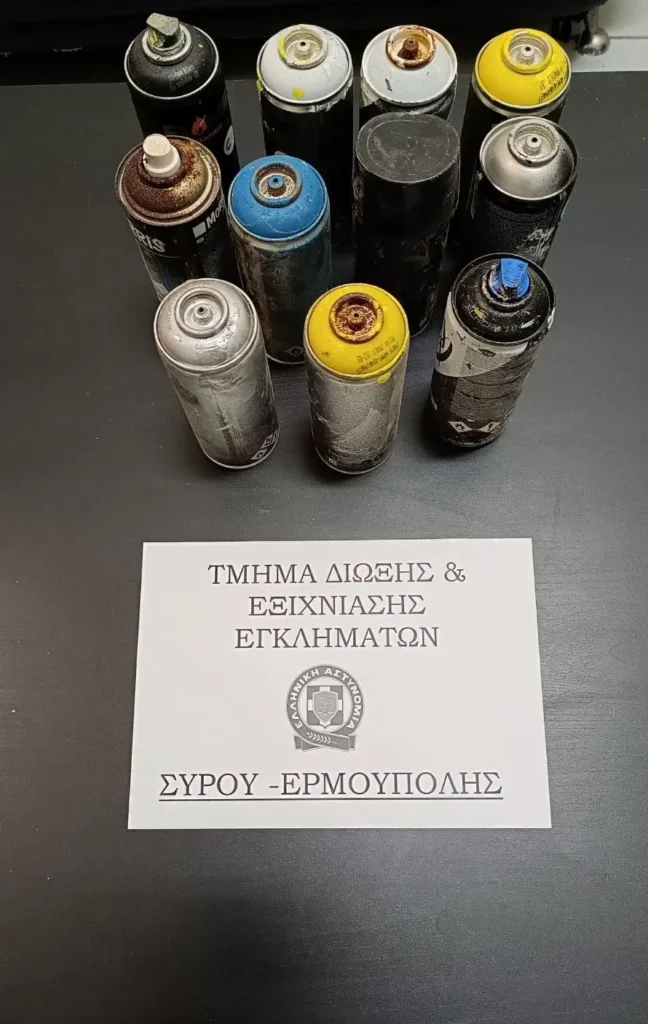 ΤΜΗΜΑ ΔΙΩΞΗΣ &
ΕΞΙΧΝΙΑΣΗΣ
ΕΓΚΛΗΜΑΤΩΝ
ΕΛΛΗΝΙΚΗ ΑΣΤΥΝΟΜΙΑ
ΣΥΡΟΥ -ΕΡΜΟΥΠΟΛΗΣ